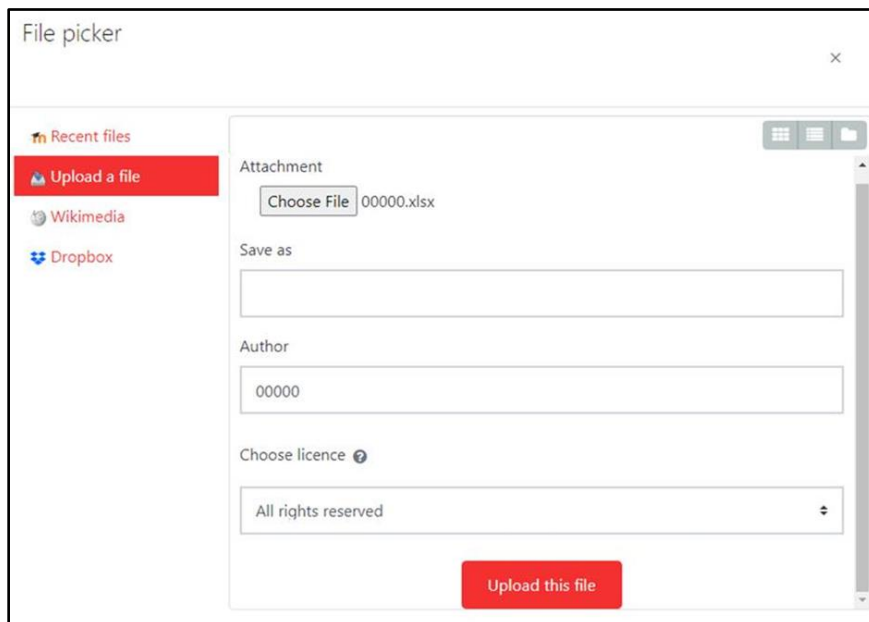 File picker
×
Recent files
Upload a file
Wikimedia
Dropbox
Attachment
Choose File 00000.xlsx
Save as
Author
00000
Choose licence ?
All rights reserved
Upload this file